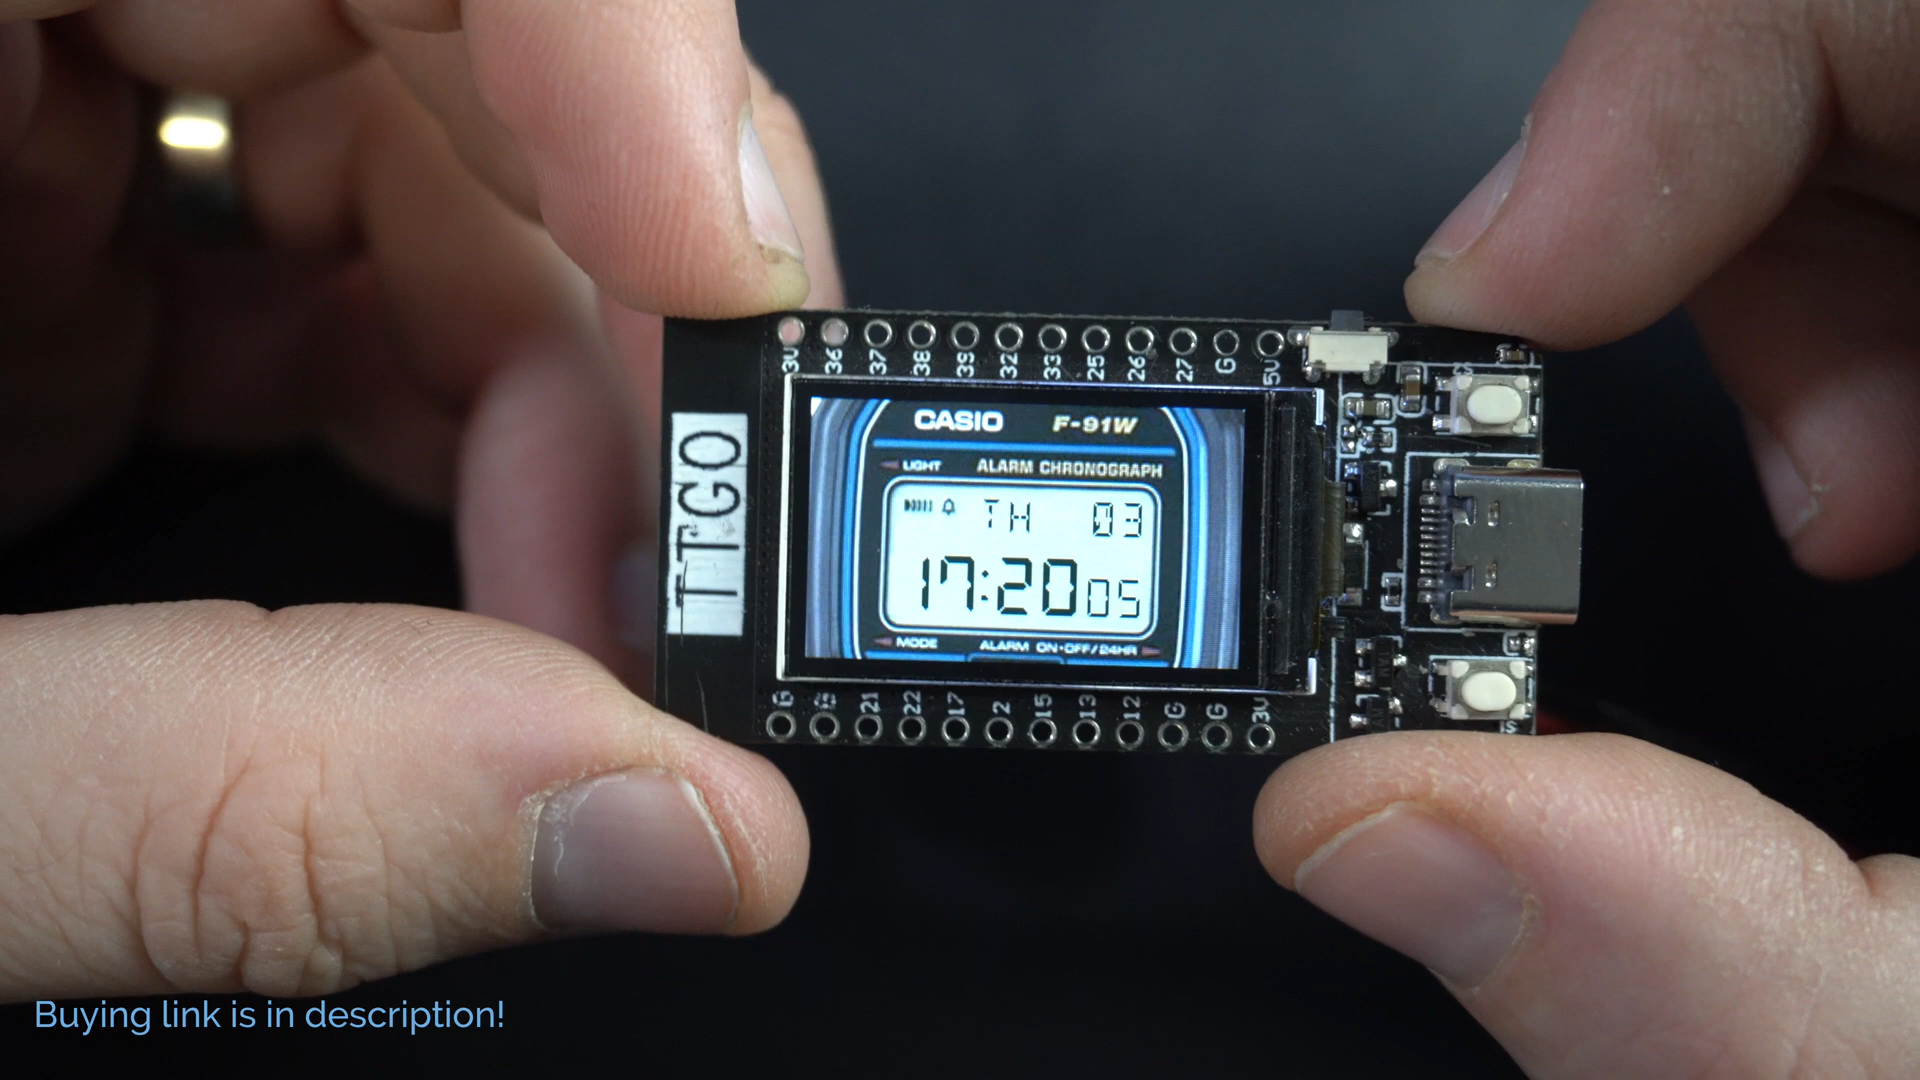 3V 36 37 38 39 32 33 25 26 27 G 5V
TTGO
CASIO F-91W
LIGHT ALARM CHRONOGRAPH
TH 03
17:20 05
MODE ALARM ON•OFF/24HR
21 22 17 2 15 13 12 G G 3V
Buying link is in description!